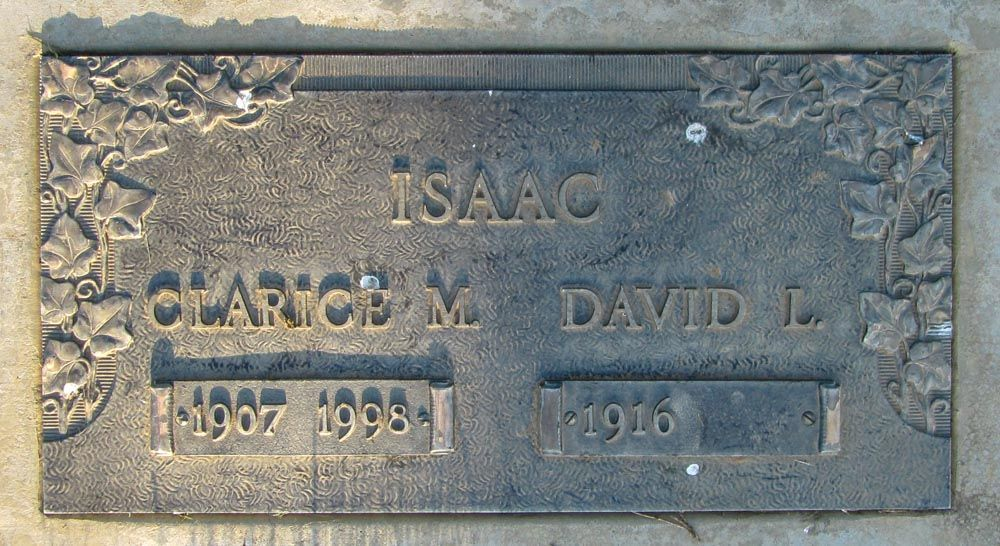 ISAAC
CLARICE M. DAVID L.
1907 1998 1916